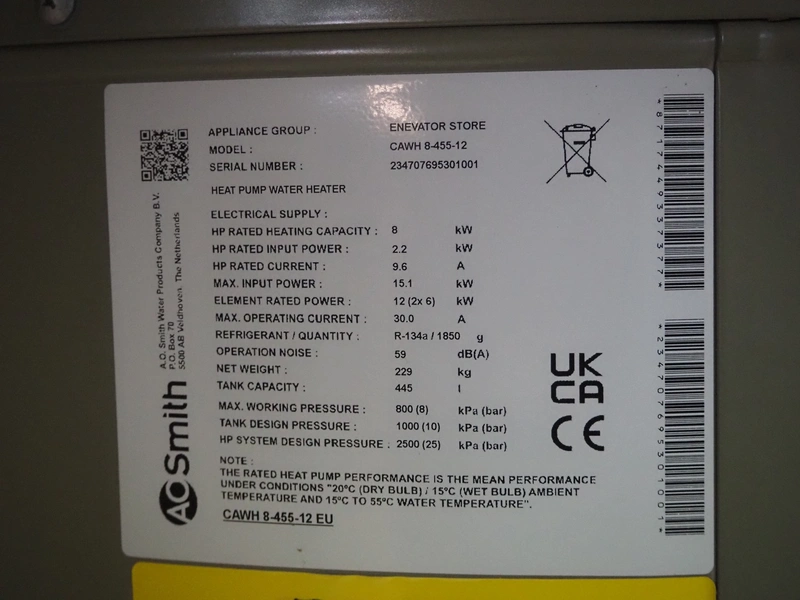 APPLIANCE GROUP : ENEVATOR STORE
MODEL : CAWH 8-455-12
SERIAL NUMBER : 234707695301001
HEAT PUMP WATER HEATER
ELECTRICAL SUPPLY :
HP RATED HEATING CAPACITY : 8 kW
HP RATED INPUT POWER : 2.2 kW
HP RATED CURRENT : 9.6 A
MAX. INPUT POWER : 15.1 kW
ELEMENT RATED POWER : 12 (2x 6) kW
MAX. OPERATING CURRENT : 30.0 A
REFRIGERANT / QUANTITY : R-134a / 1850 g
OPERATION NOISE : 59 dB(A)
NET WEIGHT : 229 kg
TANK CAPACITY : 445 l
MAX. WORKING PRESSURE : 800 (8) kPa (bar)
TANK DESIGN PRESSURE : 1000 (10) kPa (bar)
HP SYSTEM DESIGN PRESSURE : 2500 (25) kPa (bar)
NOTE :
THE RATED HEAT PUMP PERFORMANCE IS THE MEAN PERFORMANCE
UNDER CONDITIONS "20°C (DRY BULB) / 15°C (WET BULB) AMBIENT
TEMPERATURE AND 15°C TO 55°C WATER TEMPERATURE".
CAWH 8-455-12 EU
AO Smith
A.O. Smith Water Products Company B.V.
P.O. Box 70
5500 AB Veldhoven, The Netherlands
UK
CA
CE
*8717449337377*
*234707695301001*